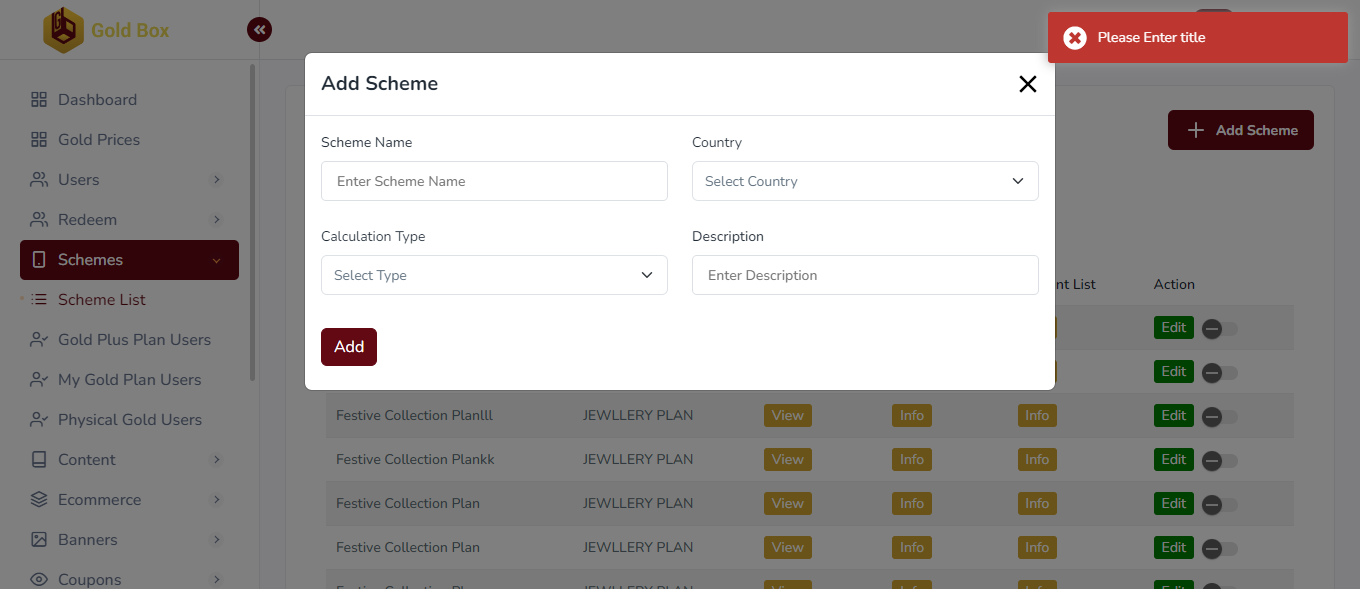 Gold Box
Please Enter title
Dashboard
Gold Prices
Users
Redeem
Schemes
Scheme List
Gold Plus Plan Users
My Gold Plan Users
Physical Gold Users
Content
Ecommerce
Banners
Coupons
Add Scheme
Scheme Name
Country
Enter Scheme Name
Select Country
Calculation Type
Description
Select Type
Enter Description
Add
Add Scheme
nt List Action
Edit
Edit
Festive Collection Planlll JEWLLERY PLAN View Info Info Edit
Festive Collection Plankk JEWLLERY PLAN View Info Info Edit
Festive Collection Plan JEWLLERY PLAN View Info Info Edit
Festive Collection Plan JEWLLERY PLAN View Info Info Edit